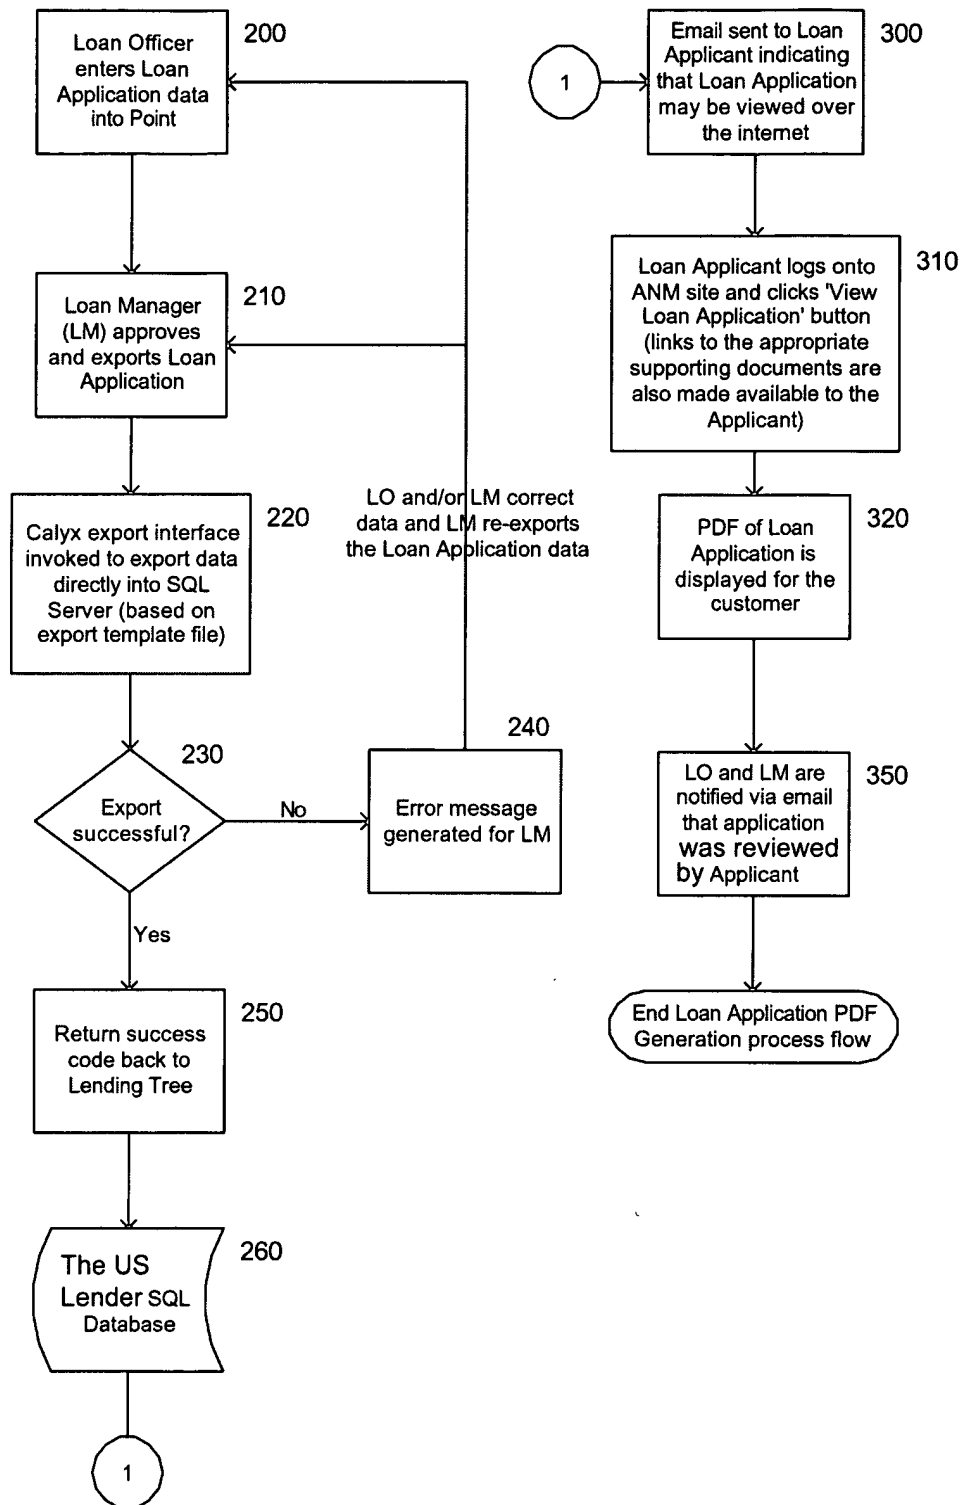 Loan Officer
enters Loan
Application data
into Point
200
Loan Manager
(LM) approves
and exports Loan
Application
210
Calyx export interface
invoked to export data
directly into SQL
Server (based on
export template file)
220
LO and/or LM correct
data and LM re-exports
the Loan Application data
Export
successful?
230
No
Error message
generated for LM
240
Yes
Return success
code back to
Lending Tree
250
The US
Lender SQL
Database
260
1
1
Email sent to Loan
Applicant indicating
that Loan Application
may be viewed over
the internet
300
Loan Applicant logs onto
ANM site and clicks 'View
Loan Application' button
(links to the appropriate
supporting documents are
also made available to the
Applicant)
310
PDF of Loan
Application is
displayed for the
customer
320
LO and LM are
notified via email
that application
was reviewed
by Applicant
350
End Loan Application PDF
Generation process flow